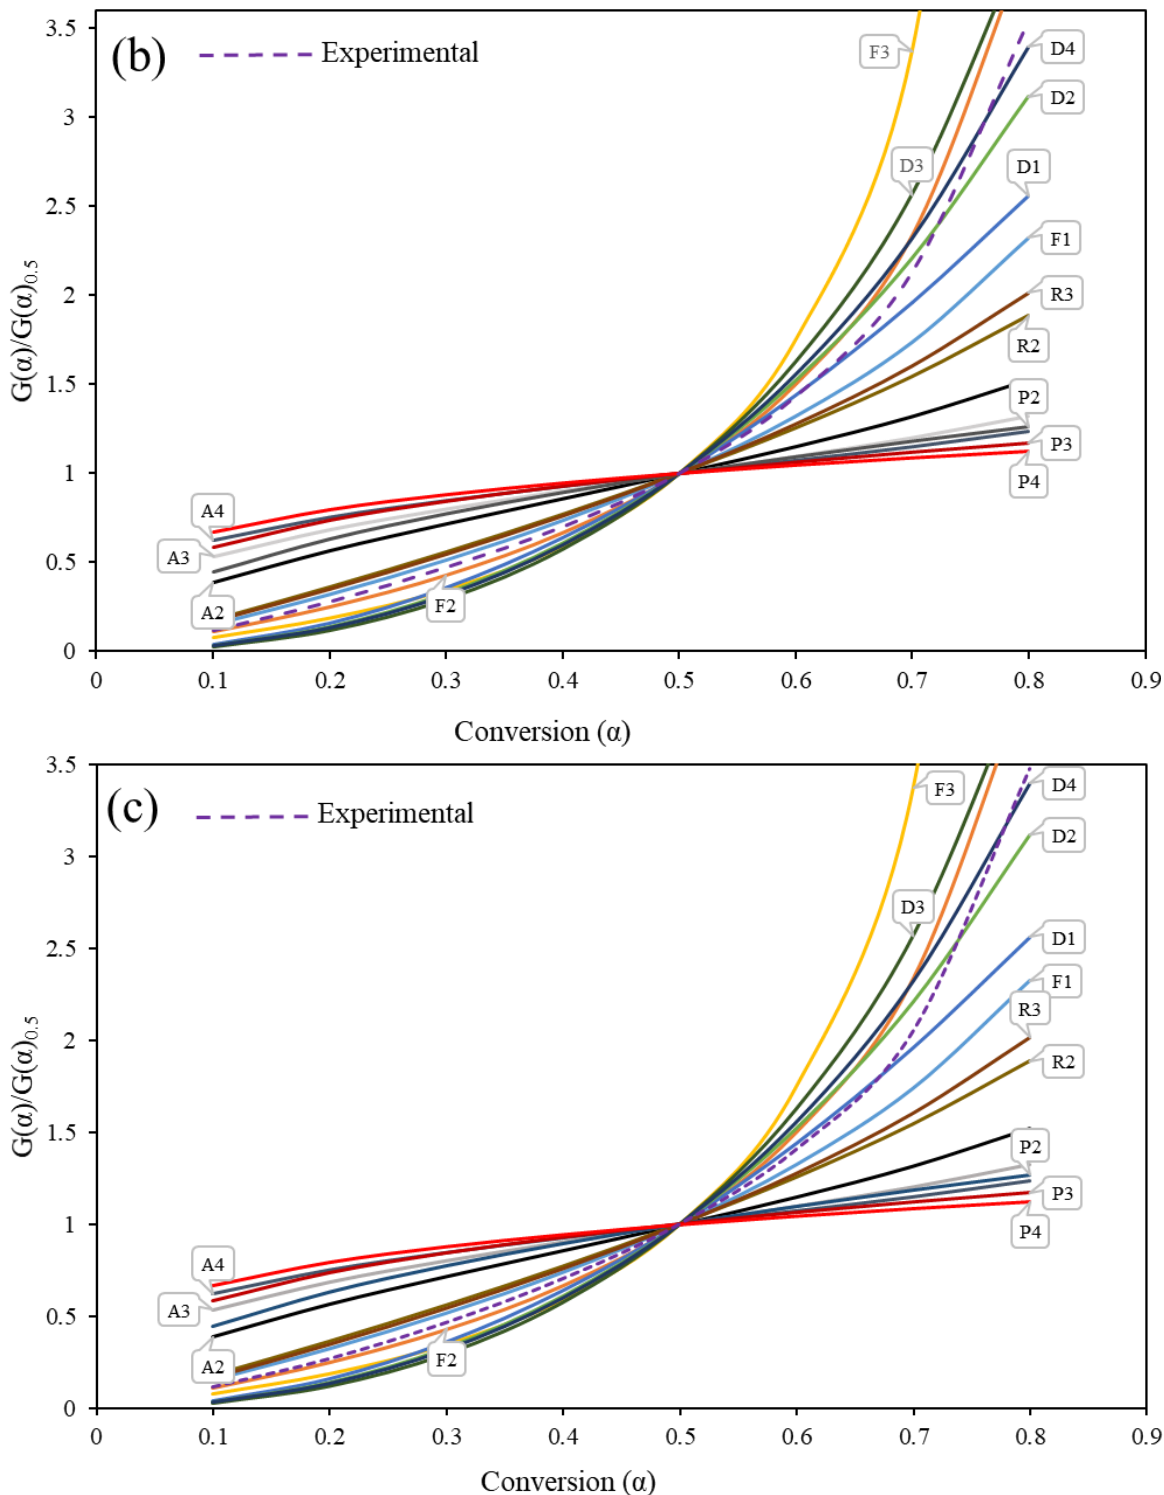 (b)
Experimental
G(α)/G(α)0.5
3.5
3
2.5
2
1.5
1
0.5
0
F3
D3
D4
D2
D1
F1
R3
R2
P2
P3
P4
A4
A3
A2
F2
0 0.1 0.2 0.3 0.4 0.5 0.6 0.7 0.8 0.9
Conversion (α)
(c)
Experimental
G(α)/G(α)0.5
3.5
3
2.5
2
1.5
1
0.5
0
F3
D3
D4
D2
D1
F1
R3
R2
P2
P3
P4
A4
A3
A2
F2
0 0.1 0.2 0.3 0.4 0.5 0.6 0.7 0.8 0.9
Conversion (α)